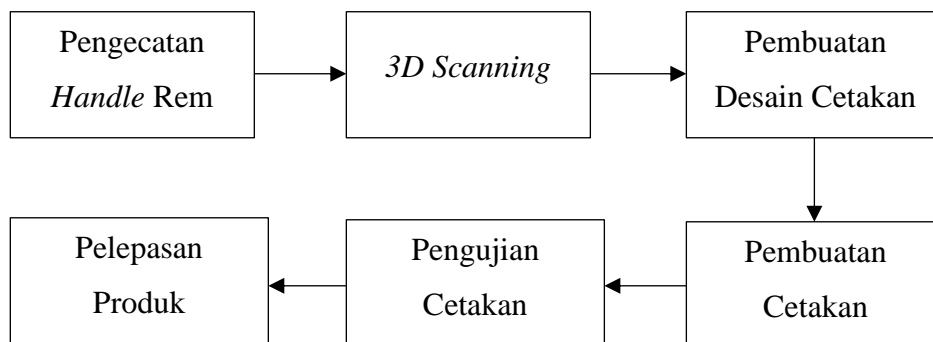 Pengecatan
Handle Rem
3D Scanning
Pembuatan
Desain Cetakan
Pembuatan
Cetakan
Pengujian
Cetakan
Pelepasan
Produk